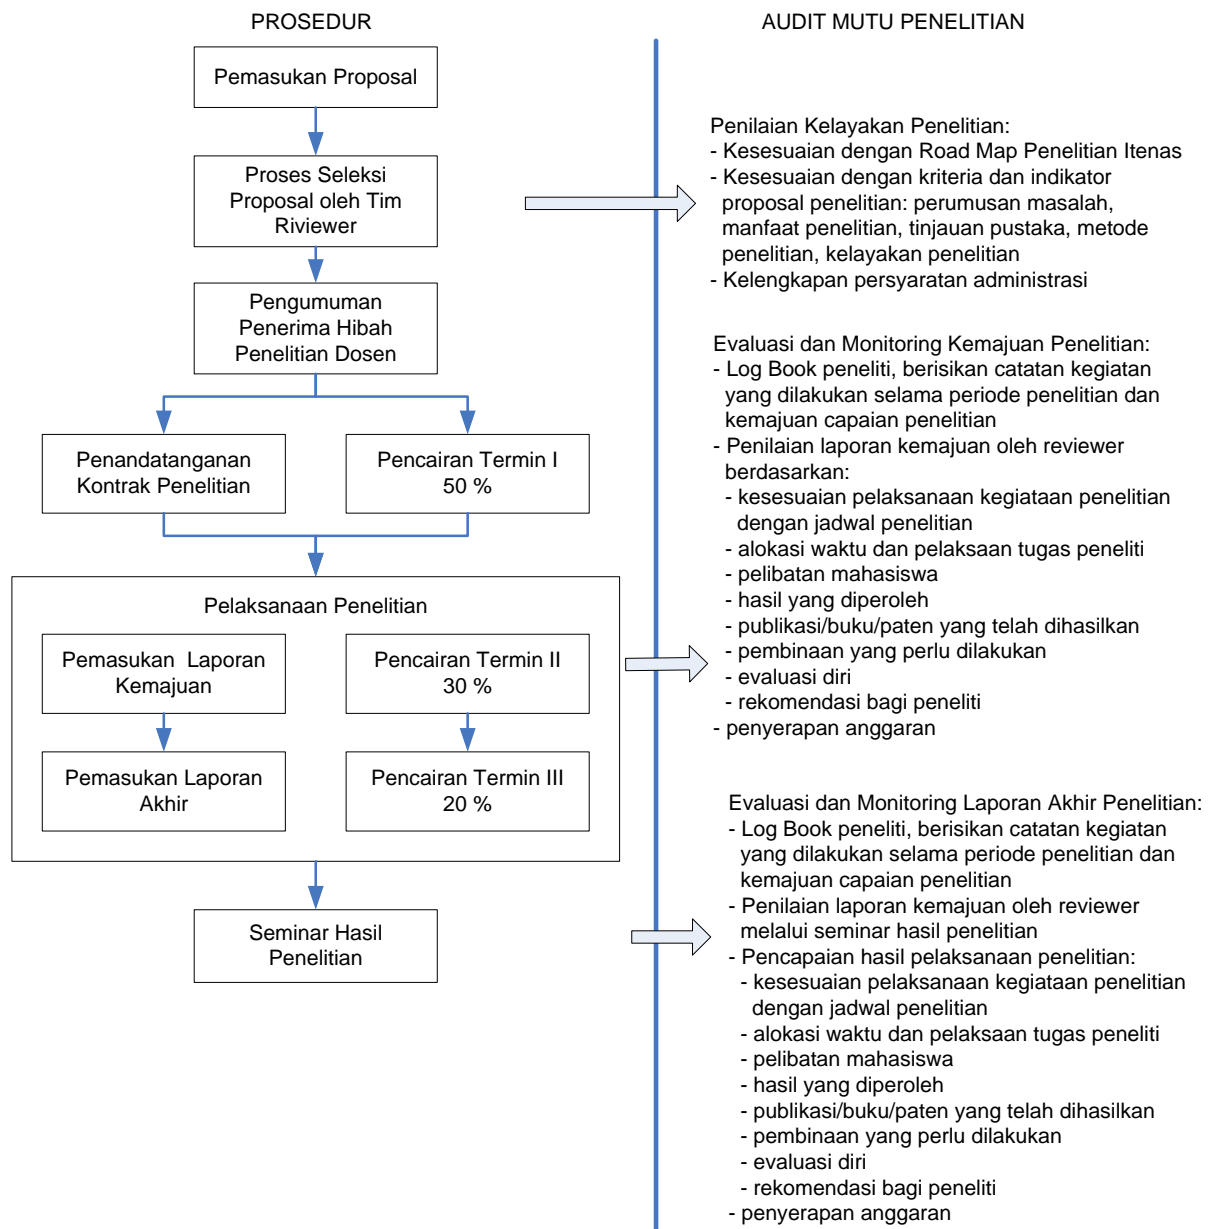 PROSEDUR
Pemasukan Proposal
Proses Seleksi
Proposal oleh Tim
Riviewer
Pengumuman
Penerima Hibah
Penelitian Dosen
Penandatanganan
Kontrak Penelitian
Pencairan Termin I
50 %
Pelaksanaan Penelitian
Pemasukan Laporan
Kemajuan
Pencairan Termin II
30 %
Pemasukan Laporan
Akhir
Pencairan Termin III
20 %
Seminar Hasil
Penelitian
AUDIT MUTU PENELITIAN
Penilaian Kelayakan Penelitian:
- Kesesuaian dengan Road Map Penelitian Itenas
- Kesesuaian dengan kriteria dan indikator
proposal penelitian: perumusan masalah,
manfaat penelitian, tinjauan pustaka, metode
penelitian, kelayakan penelitian
- Kelengkapan persyaratan administrasi
Evaluasi dan Monitoring Kemajuan Penelitian:
- Log Book peneliti, berisikan catatan kegiatan
yang dilakukan selama periode penelitian dan
kemajuan capaian penelitian
- Penilaian laporan kemajuan oleh reviewer
berdasarkan:
- kesesuaian pelaksanaan kegiataan penelitian
dengan jadwal penelitian
- alokasi waktu dan pelaksaan tugas peneliti
- pelibatan mahasiswa
- hasil yang diperoleh
- publikasi/buku/paten yang telah dihasilkan
- pembinaan yang perlu dilakukan
- evaluasi diri
- rekomendasi bagi peneliti
- penyerapan anggaran
Evaluasi dan Monitoring Laporan Akhir Penelitian:
- Log Book peneliti, berisikan catatan kegiatan
yang dilakukan selama periode penelitian dan
kemajuan capaian penelitian
- Penilaian laporan kemajuan oleh reviewer
melalui seminar hasil penelitian
- Pencapaian hasil pelaksanaan penelitian:
- kesesuaian pelaksanaan kegiataan penelitian
dengan jadwal penelitian
- alokasi waktu dan pelaksaan tugas peneliti
- pelibatan mahasiswa
- hasil yang diperoleh
- publikasi/buku/paten yang telah dihasilkan
- pembinaan yang perlu dilakukan
- evaluasi diri
- rekomendasi bagi peneliti
- penyerapan anggaran